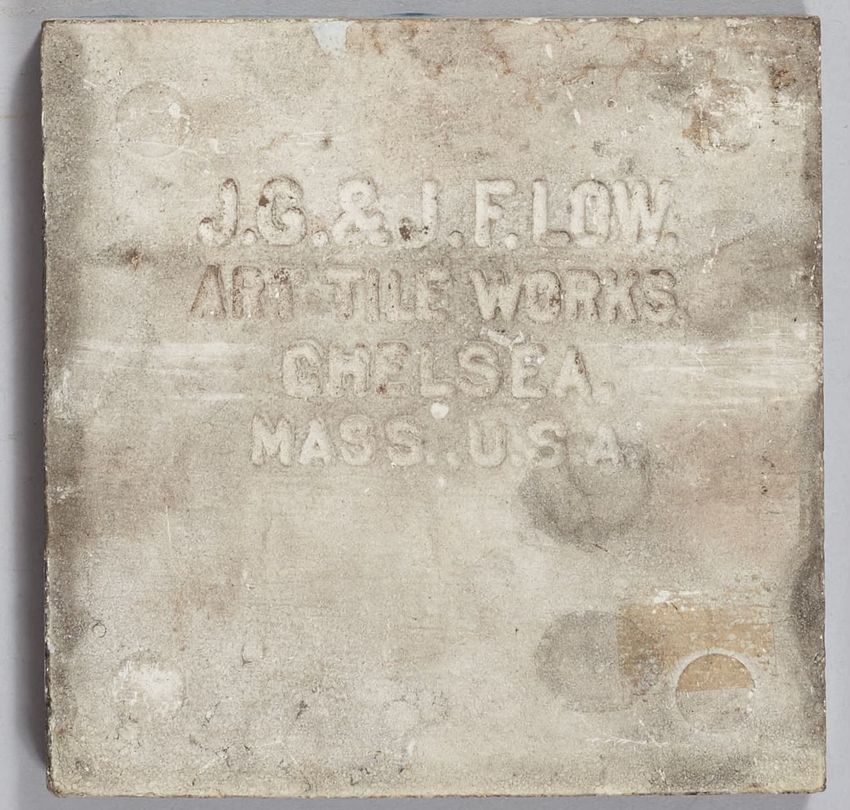 J.G.&J.F.LOW.
ART TILE WORKS.
CHELSEA.
MASS.,U.S.A.